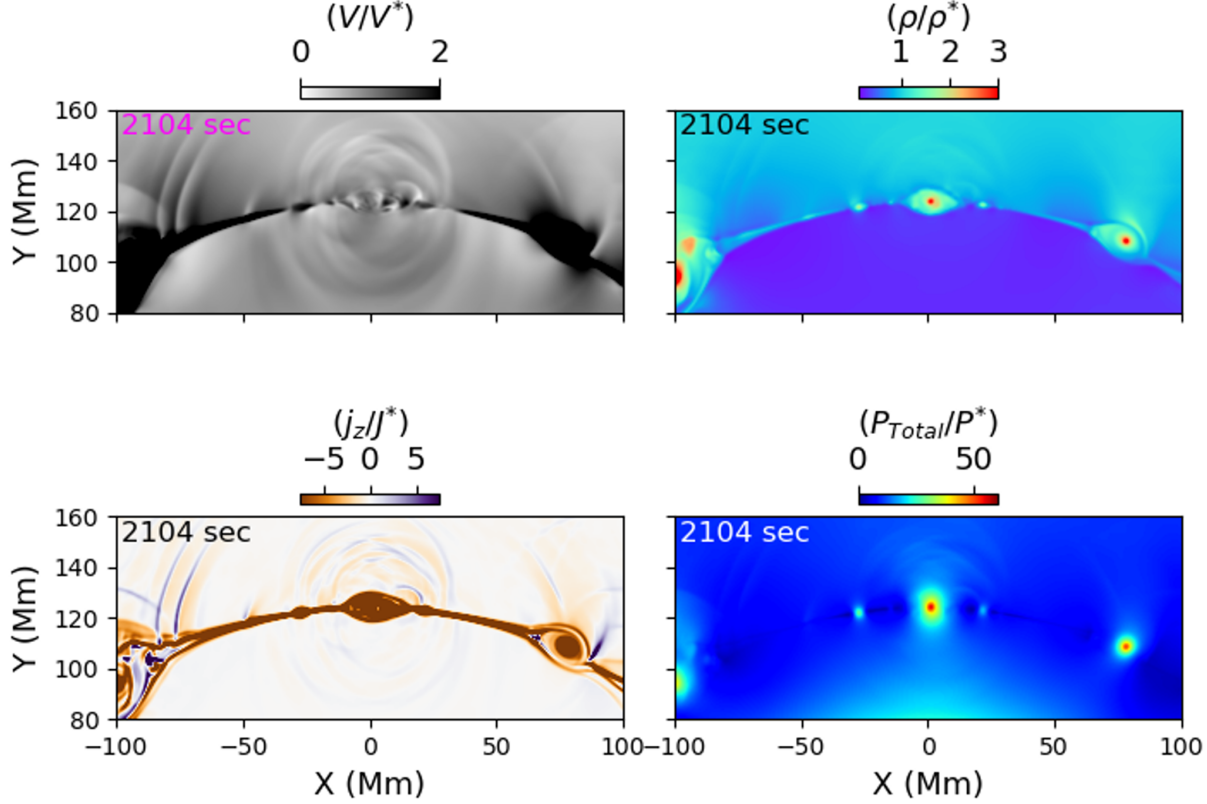 (V/V*)
0 2
(ρ/ρ*)
1 2 3
160
140
120
100
80
Y (Mm)
2104 sec
2104 sec
(j_z/J*)
−5 0 5
(P_Total/P*)
0 50
160
140
120
100
80
Y (Mm)
2104 sec
2104 sec
−100 −50 0 50 100
−100 −50 0 50 100
X (Mm)
X (Mm)